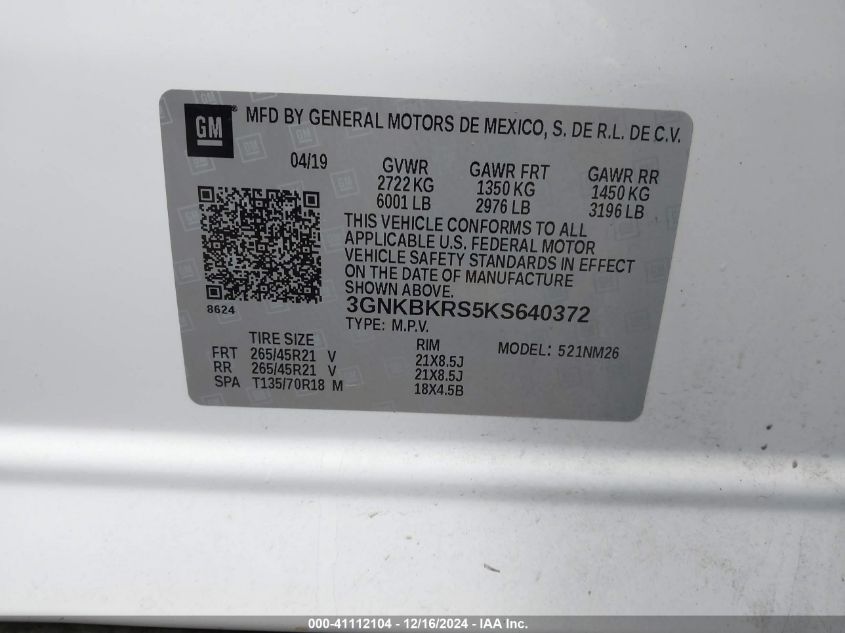 GM® MFD BY GENERAL MOTORS DE MEXICO, S. DE R.L. DE C.V.
04/19 GVWR GAWR FRT GAWR RR
2722 KG 1350 KG 1450 KG
6001 LB 2976 LB 3196 LB
THIS VEHICLE CONFORMS TO ALL
APPLICABLE U.S. FEDERAL MOTOR
VEHICLE SAFETY STANDARDS IN EFFECT
ON THE DATE OF MANUFACTURE
SHOWN ABOVE.
8624 3GNKBKRS5KS640372
TYPE: M.P.V.
TIRE SIZE RIM MODEL: 521NM26
FRT 265/45R21 V 21X8.5J
RR 265/45R21 V 21X8.5J
SPA T135/70R18 M 18X4.5B
000-41112104 - 12/16/2024 - IAA Inc.